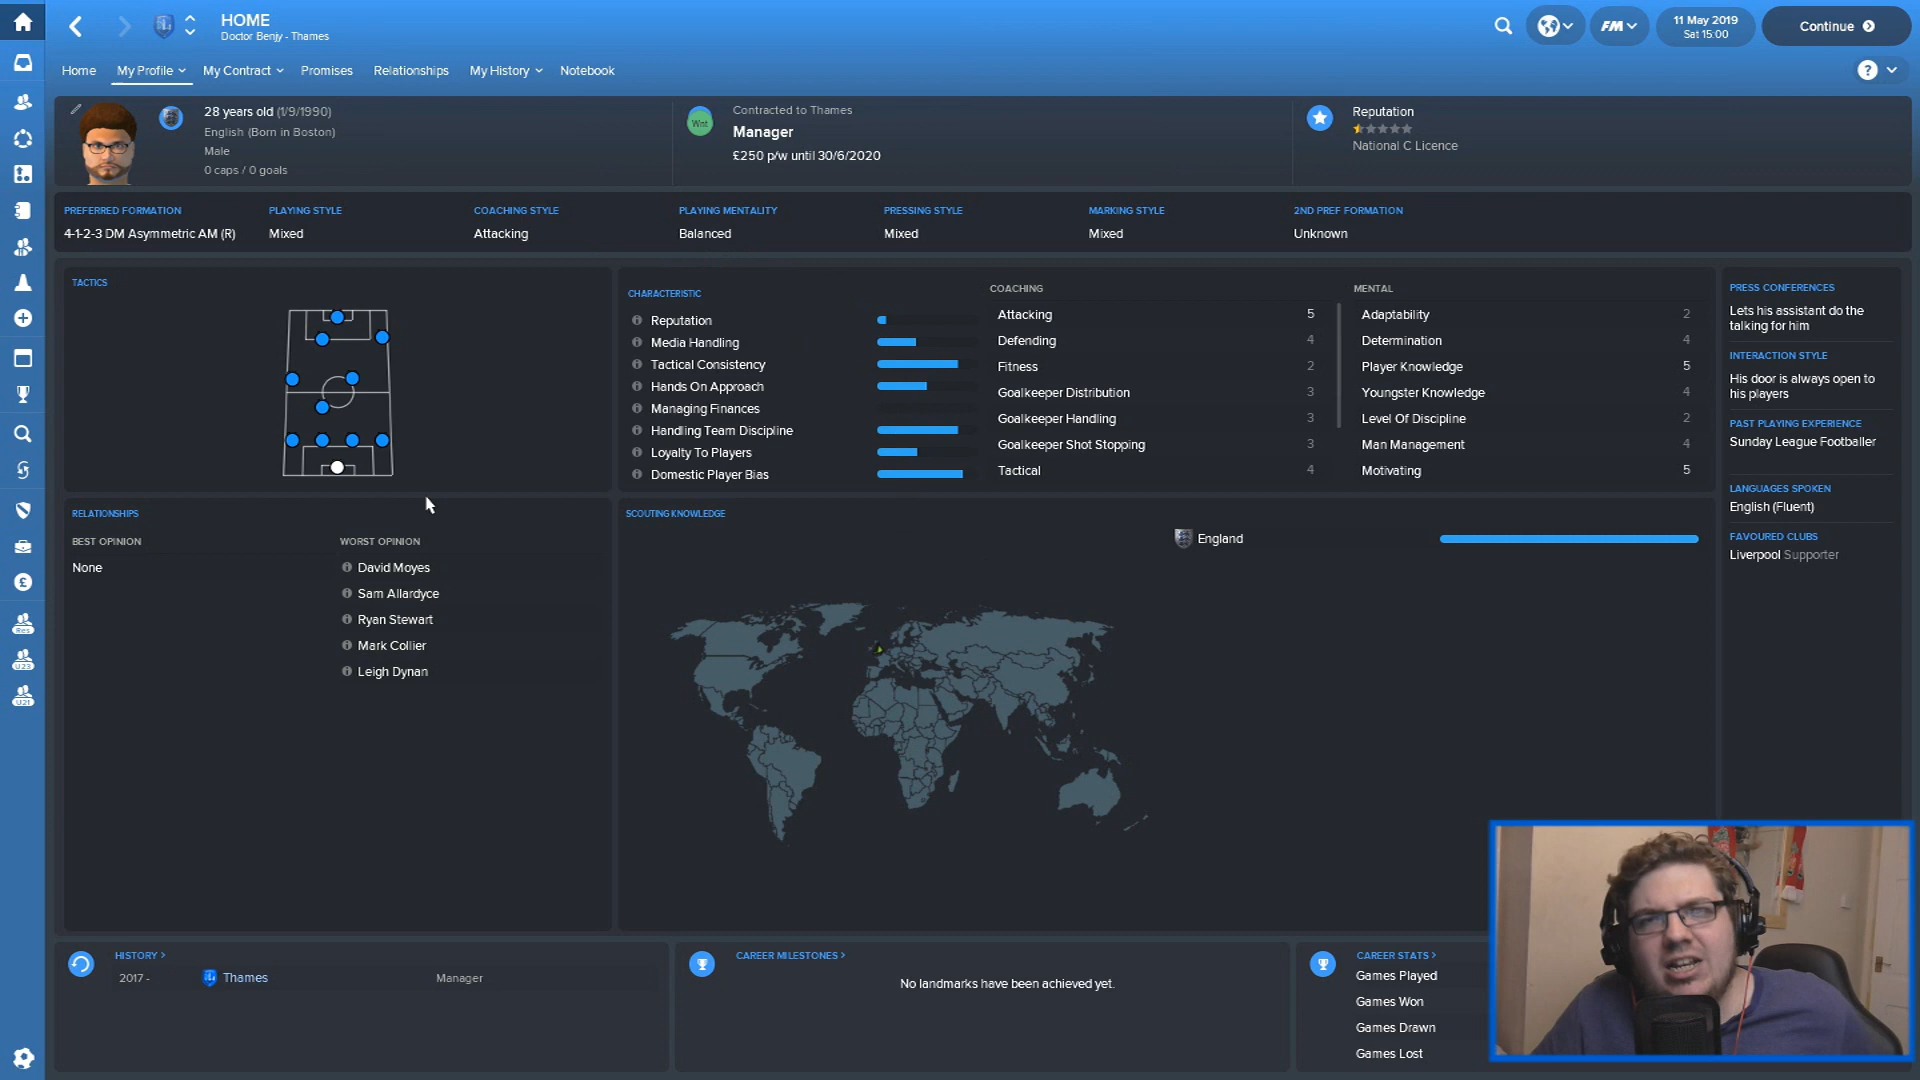 HOME
Doctor Benjy - Thames
FM
11 May 2019
Sat 15:00
Continue
Home
My Profile
My Contract
Promises
Relationships
My History
Notebook
?
28 years old (1/9/1990)
English (Born in Boston)
Male
0 caps / 0 goals
Wnt
Contracted to Thames
Manager
£250 p/w until 30/6/2020
Reputation
National C Licence
PREFERRED FORMATION
4-1-2-3 DM Asymmetric AM (R)
PLAYING STYLE
Mixed
COACHING STYLE
Attacking
PLAYING MENTALITY
Balanced
PRESSING STYLE
Mixed
MARKING STYLE
Mixed
2ND PREF FORMATION
Unknown
TACTICS
CHARACTERISTIC
Reputation
Media Handling
Tactical Consistency
Hands On Approach
Managing Finances
Handling Team Discipline
Loyalty To Players
Domestic Player Bias
COACHING
Attacking 5
Defending 4
Fitness 2
Goalkeeper Distribution 3
Goalkeeper Handling 3
Goalkeeper Shot Stopping 3
Tactical 4
MENTAL
Adaptability 2
Determination 4
Player Knowledge 5
Youngster Knowledge 4
Level Of Discipline 2
Man Management 4
Motivating 5
PRESS CONFERENCES
Lets his assistant do the
talking for him
INTERACTION STYLE
His door is always open to
his players
PAST PLAYING EXPERIENCE
Sunday League Footballer
LANGUAGES SPOKEN
English (Fluent)
FAVOURED CLUBS
Liverpool Supporter
RELATIONSHIPS
BEST OPINION
None
WORST OPINION
David Moyes
Sam Allardyce
Ryan Stewart
Mark Collier
Leigh Dynan
SCOUTING KNOWLEDGE
England
Res
U23
U21
HISTORY >
2017 - Thames Manager
CAREER MILESTONES >
No landmarks have been achieved yet.
CAREER STATS >
Games Played
Games Won
Games Drawn
Games Lost